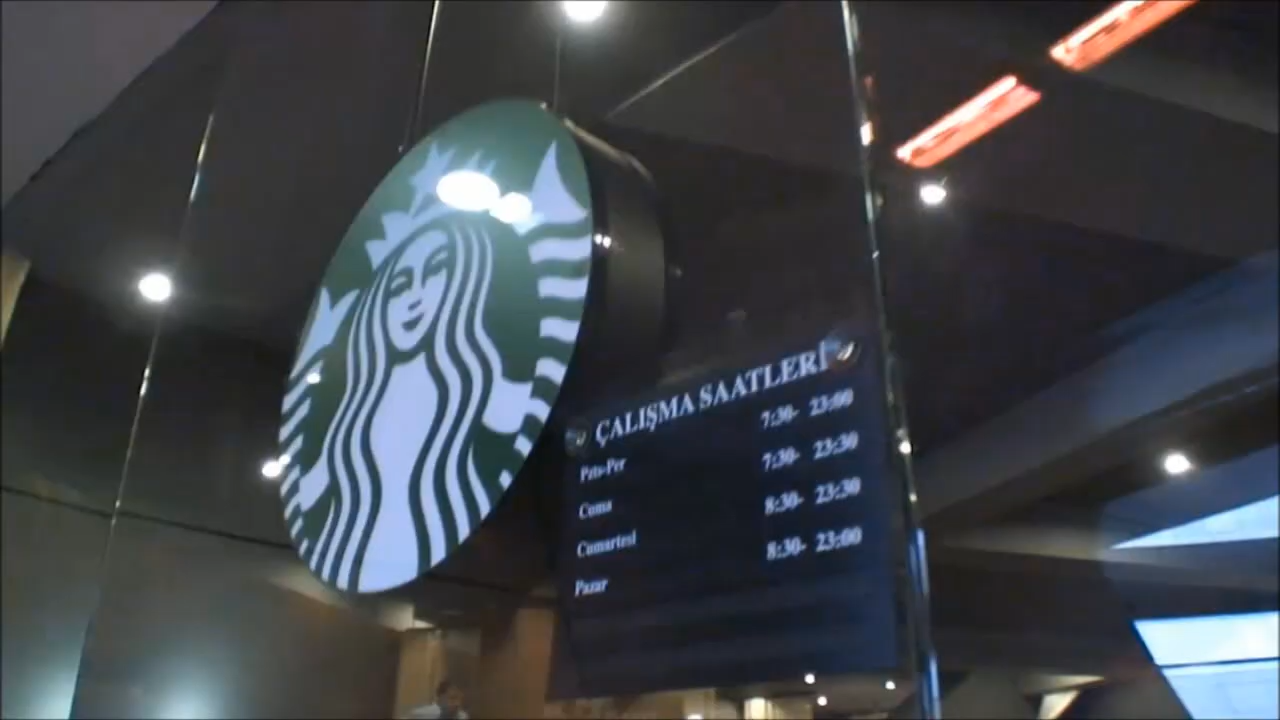 ÇALIŞMA SAATLERİ
Pzts-Per 7:30- 23:00
Cuma 7:30- 23:30
Cumartesi 8:30- 23:30
Pazar 8:30- 23:00